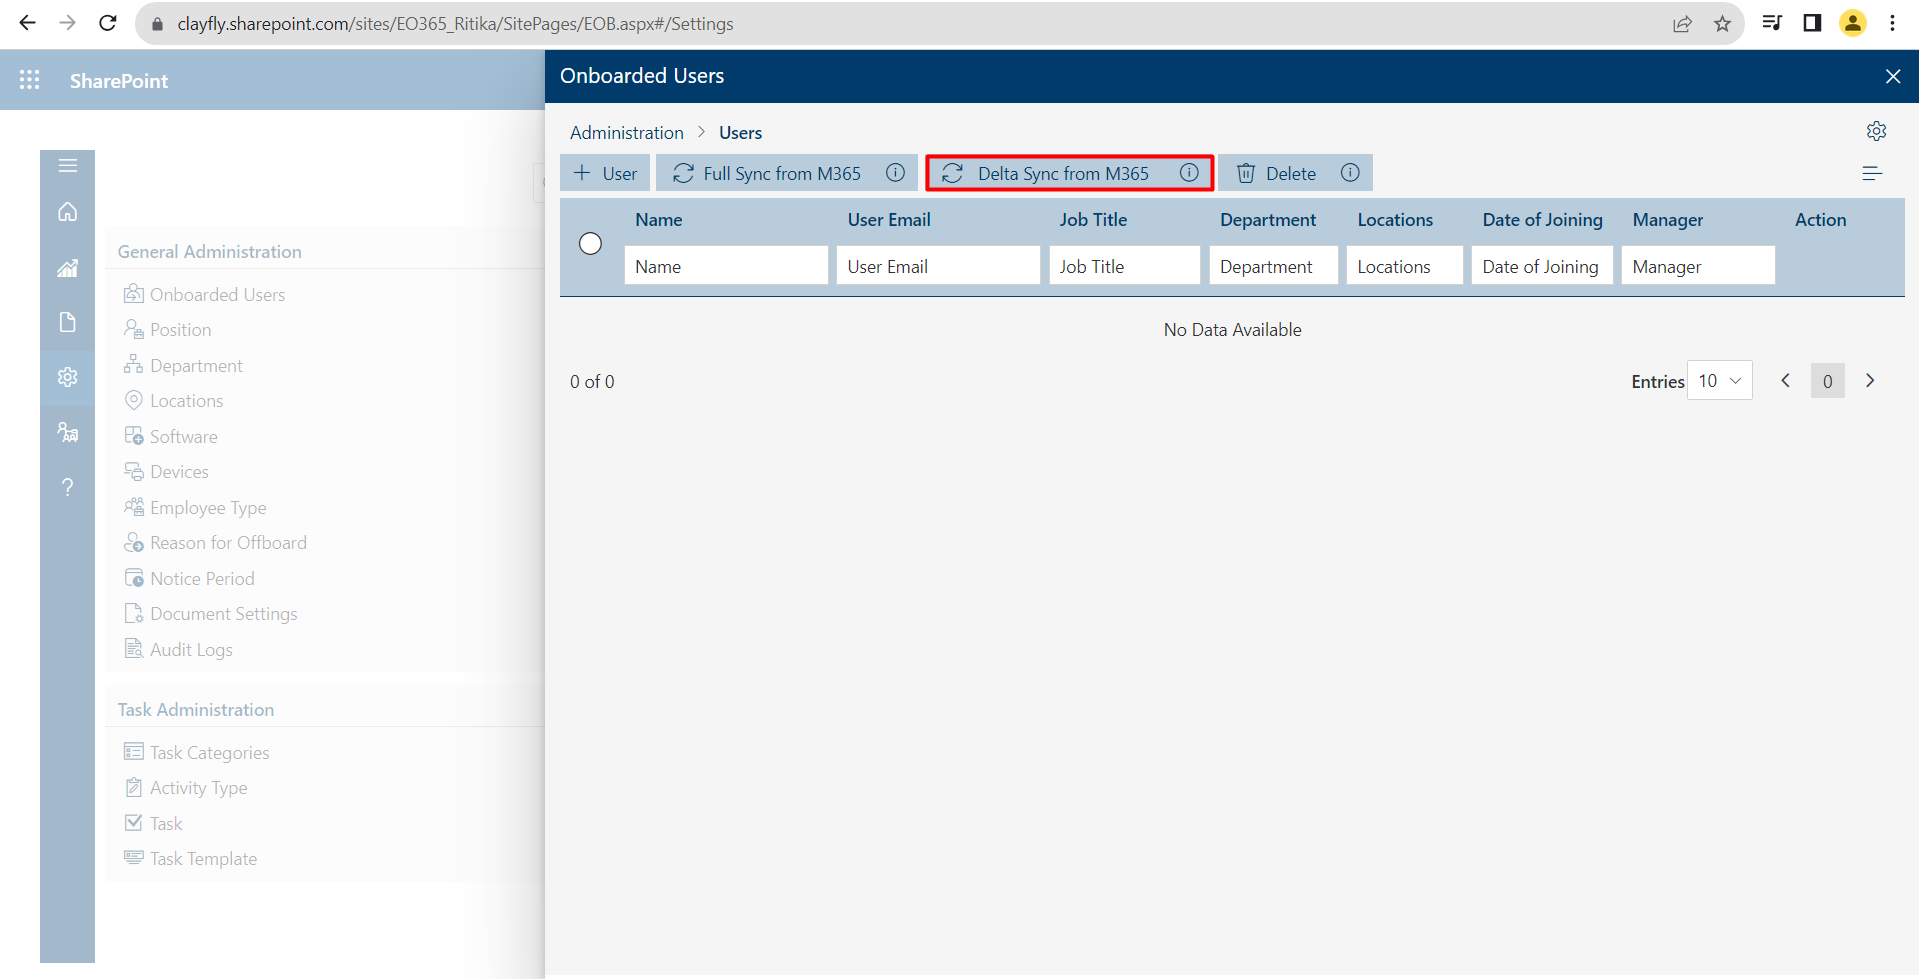 clayfly.sharepoint.com/sites/EO365_Ritika/SitePages/EOB.aspx#/Settings
SharePoint
Onboarded Users
Administration > Users
+ User
Full Sync from M365
Delta Sync from M365
Delete
Name
User Email
Job Title
Department
Locations
Date of Joining
Manager
Action
Name
User Email
Job Title
Department
Locations
Date of Joining
Manager
No Data Available
0 of 0
Entries
10
0
General Administration
Onboarded Users
Position
Department
Locations
Software
Devices
Employee Type
Reason for Offboard
Notice Period
Document Settings
Audit Logs
Task Administration
Task Categories
Activity Type
Task
Task Template